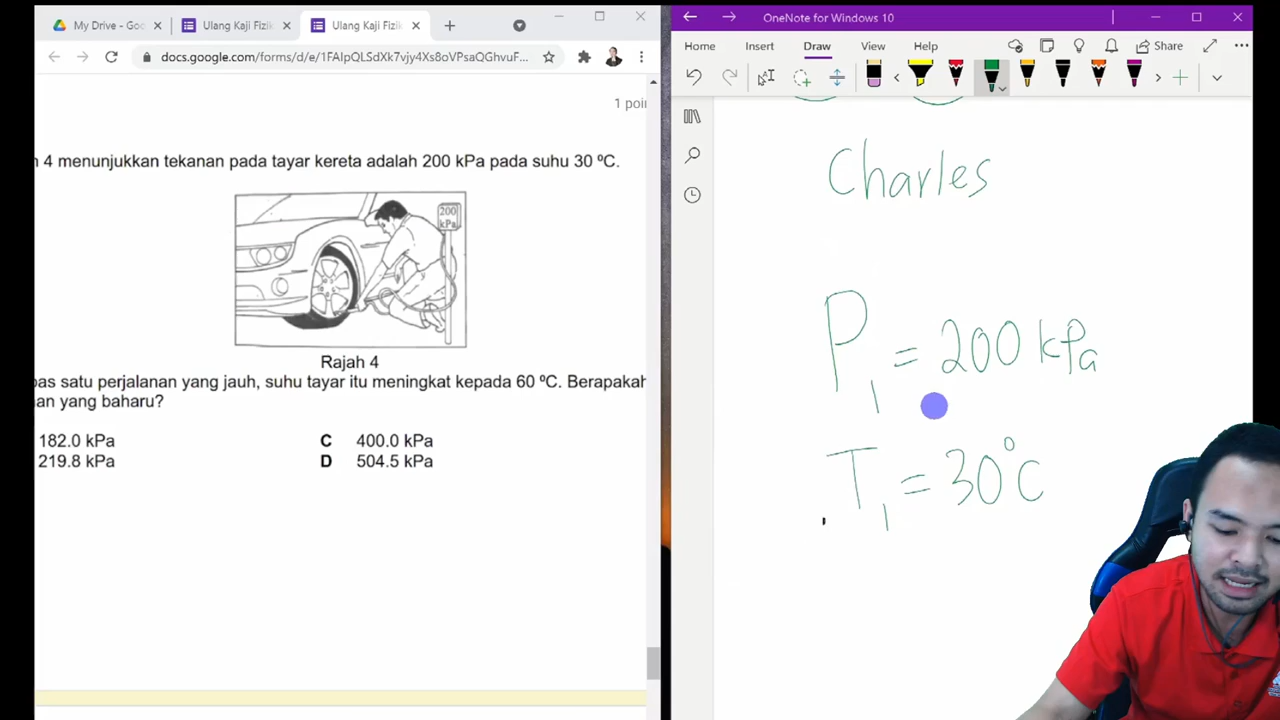 My Drive - Goo
Ulang Kaji Fizik
Ulang Kaji Fizik
docs.google.com/forms/d/e/1FAIpQLSdXk7vjy4Xs8oVPsaQGhvuF...
1 poi
4 menunjukkan tekanan pada tayar kereta adalah 200 kPa pada suhu 30 ºC.
200
kPa
Rajah 4
as satu perjalanan yang jauh, suhu tayar itu meningkat kepada 60 ºC. Berapakah
an yang baharu?
182.0 kPa
C 400.0 kPa
219.8 kPa
D 504.5 kPa
OneNote for Windows 10
Home Insert Draw View Help
Share
Charles
P1 = 200 kPa
T1 = 30°C